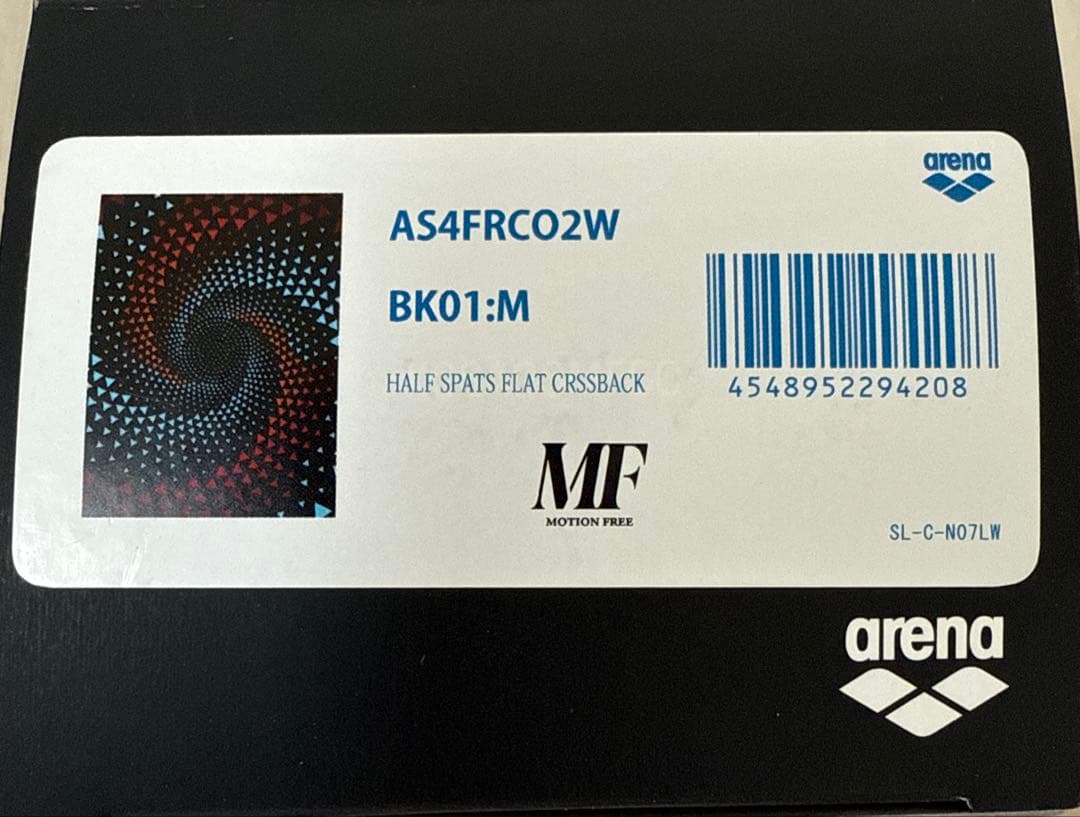 arena
AS4FRCO2W
BK01:M
4548952294208
HALF SPATS FLAT CRSSBACK
MF
MOTION FREE
SL-C-N07LW
arena